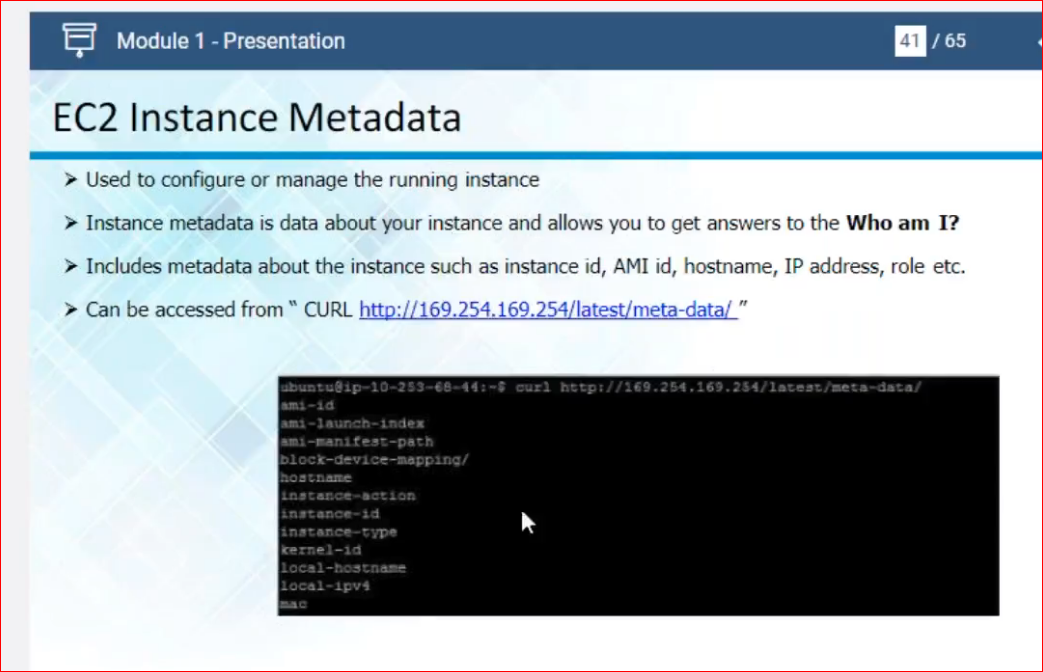 Module 1 - Presentation
41 / 65
EC2 Instance Metadata
➤ Used to configure or manage the running instance
➤ Instance metadata is data about your instance and allows you to get answers to the Who am I?
➤ Includes metadata about the instance such as instance id, AMI id, hostname, IP address, role etc.
➤ Can be accessed from “ CURL http://169.254.169.254/latest/meta-data/ ”
ubuntu@ip-10-253-68-44:~$ curl http://169.254.169.254/latest/meta-data/
ami-id
ami-launch-index
ami-manifest-path
block-device-mapping/
hostname
instance-action
instance-id
instance-type
kernel-id
local-hostname
local-ipv4
mac